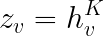 z_v = h_v^K